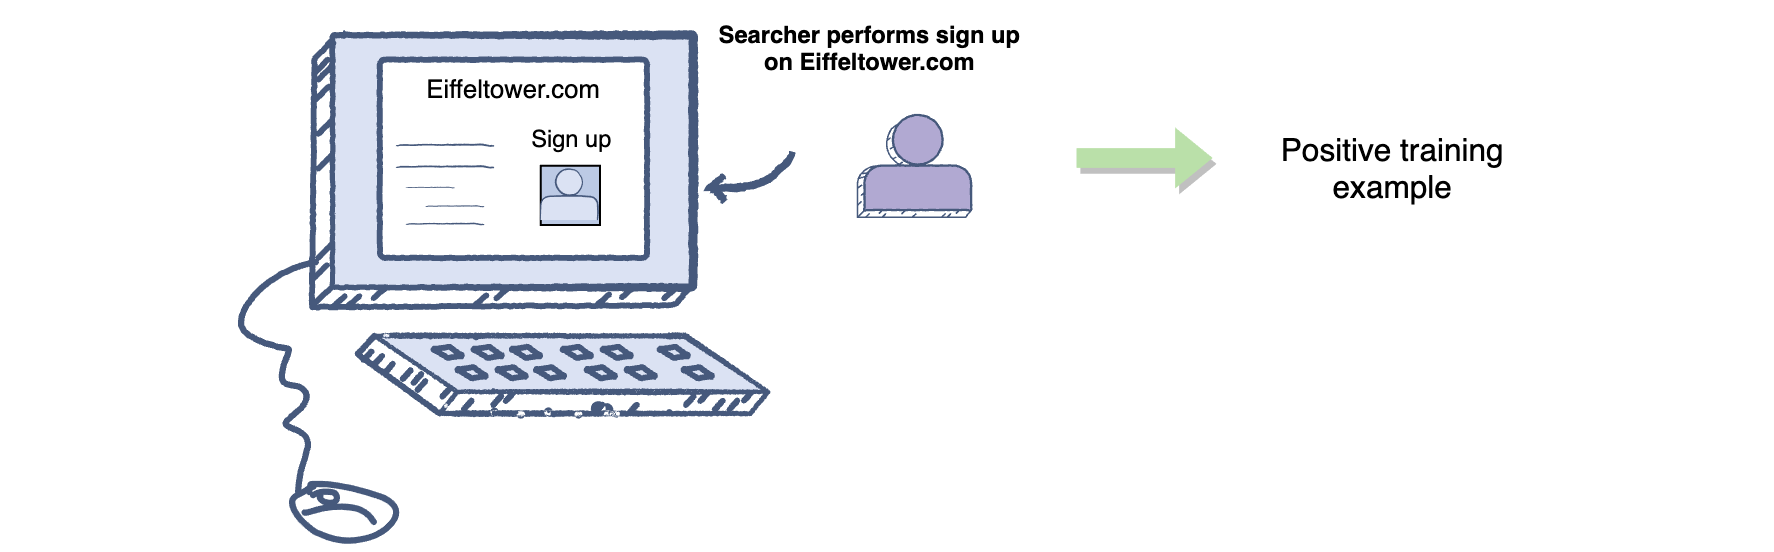 Searcher performs sign up
on Eiffeltower.com
Eiffeltower.com
Sign up
Positive training
example